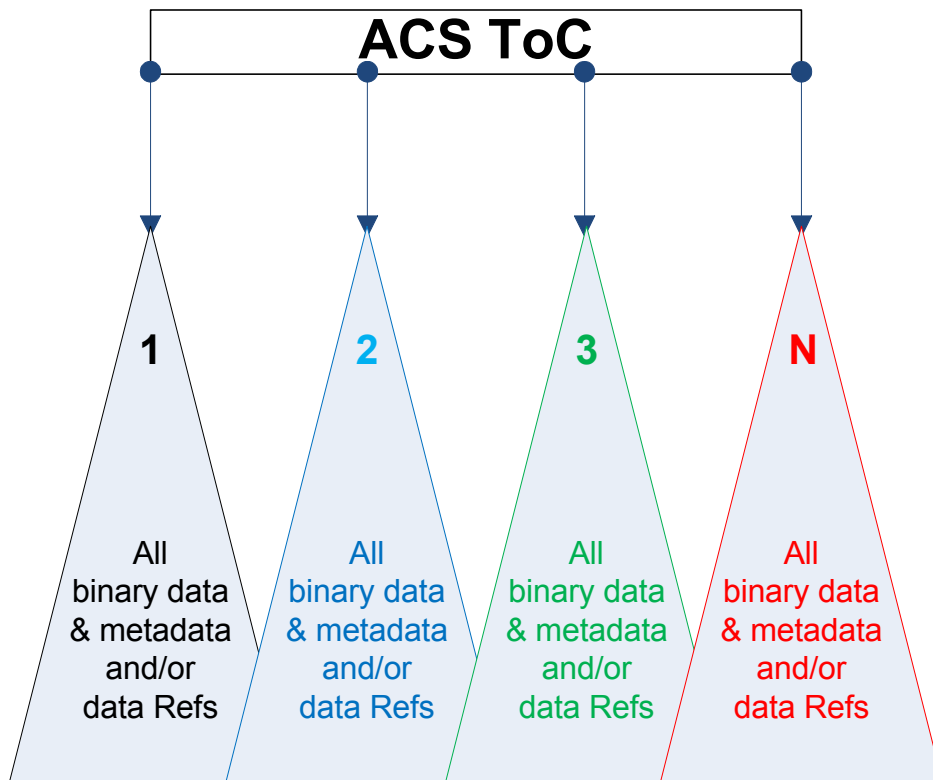 ACS ToC
1
2
3
N
All
binary data
& metadata
and/or
data Refs
All
binary data
& metadata
and/or
data Refs
All
binary data
& metadata
and/or
data Refs
All
binary data
& metadata
and/or
data Refs